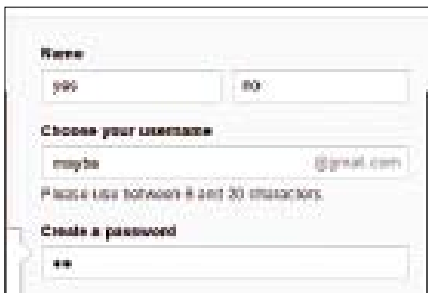 Name
yes no
Choose your username
maybe @gmail.com
Please use between 6 and 30 characters.
Create a password